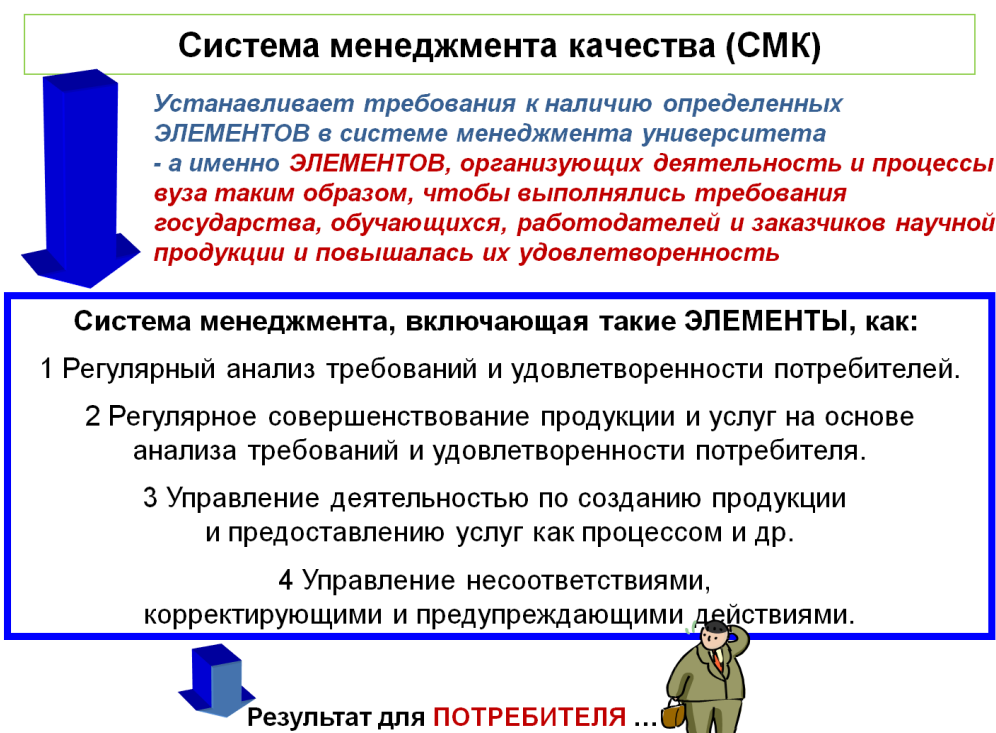 Система менеджмента качества (СМК)
Устанавливает требования к наличию определенных
ЭЛЕМЕНТОВ в системе менеджмента университета
- а именно ЭЛЕМЕНТОВ, организующих деятельность и процессы
вуза таким образом, чтобы выполнялись требования
государства, обучающихся, работодателей и заказчиков научной
продукции и повышалась их удовлетворенность
Система менеджмента, включающая такие ЭЛЕМЕНТЫ, как:
1 Регулярный анализ требований и удовлетворенности потребителей.
2 Регулярное совершенствование продукции и услуг на основе
анализа требований и удовлетворенности потребителя.
3 Управление деятельностью по созданию продукции
и предоставлению услуг как процессом и др.
4 Управление несоответствиями,
корректирующими и предупреждающими действиями.
Результат для ПОТРЕБИТЕЛЯ ...